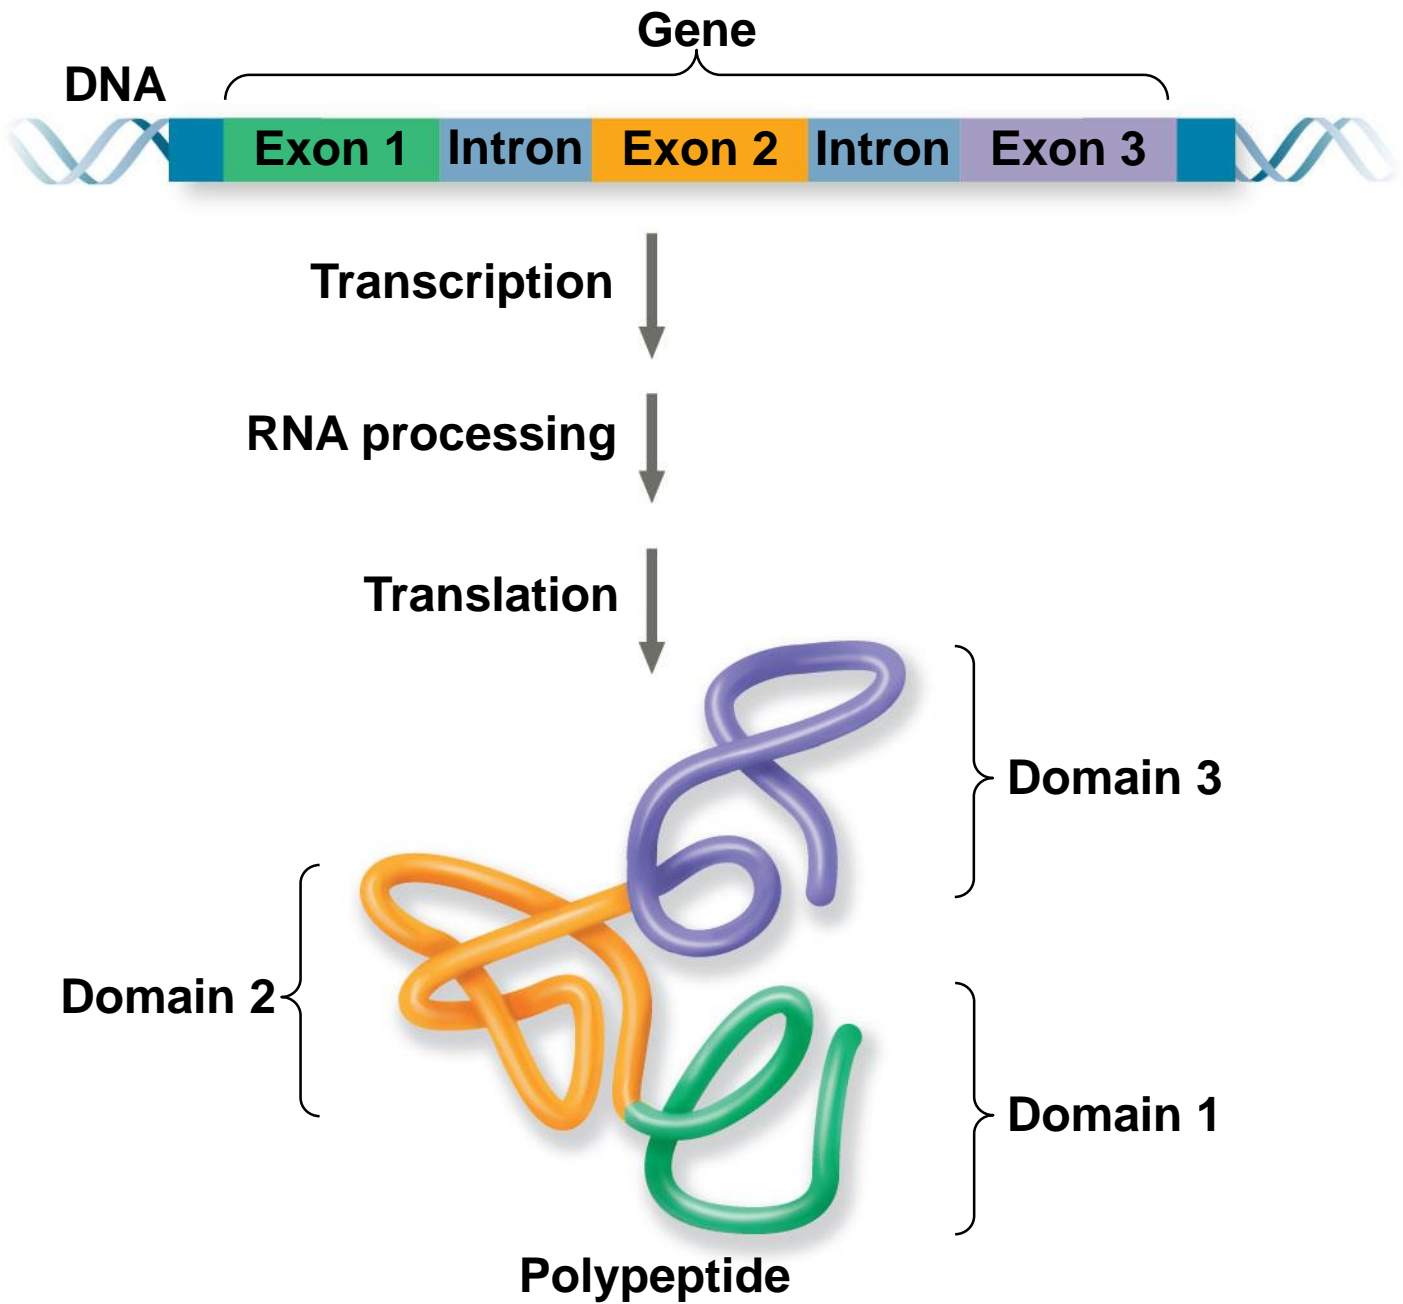 Gene
DNA
Exon 1 Intron Exon 2 Intron Exon 3
Transcription
RNA processing
Translation
Domain 3
Domain 2
Domain 1
Polypeptide